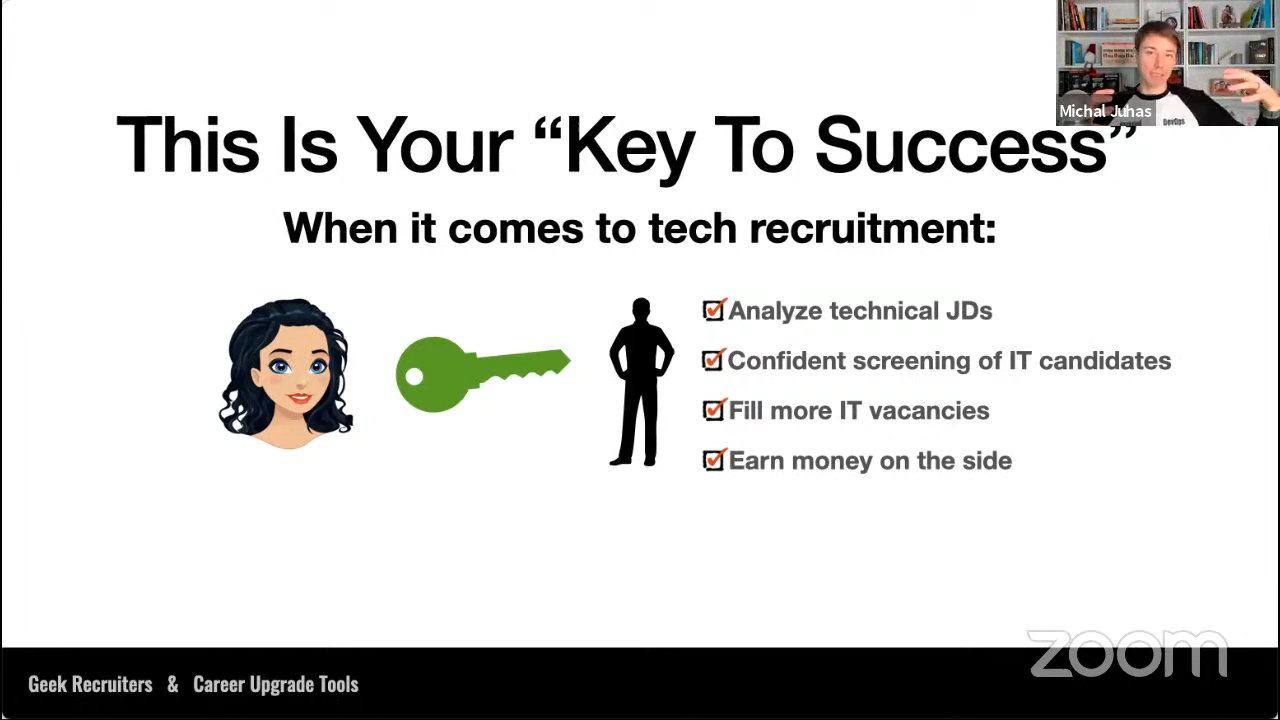 Michal Juhas
DevOps
This Is Your “Key To Success”
When it comes to tech recruitment:
Analyze technical JDs
Confident screening of IT candidates
Fill more IT vacancies
Earn money on the side
zoom
Geek Recruiters & Career Upgrade Tools